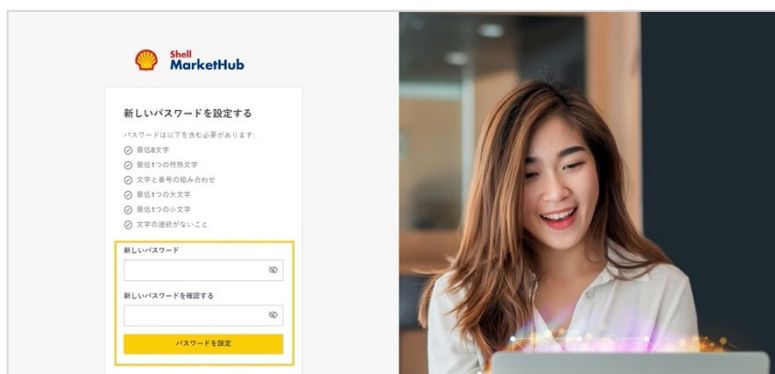 Shell
MarketHub
新しいパスワードを設定する
パスワードは以下を含む必要があります:
最低8文字
最低1つの特殊文字
文字と番号の組み合わせ
最低1つの大文字
最低1つの小文字
文字の連続がないこと
新しいパスワード
新しいパスワードを確認する
パスワードを設定